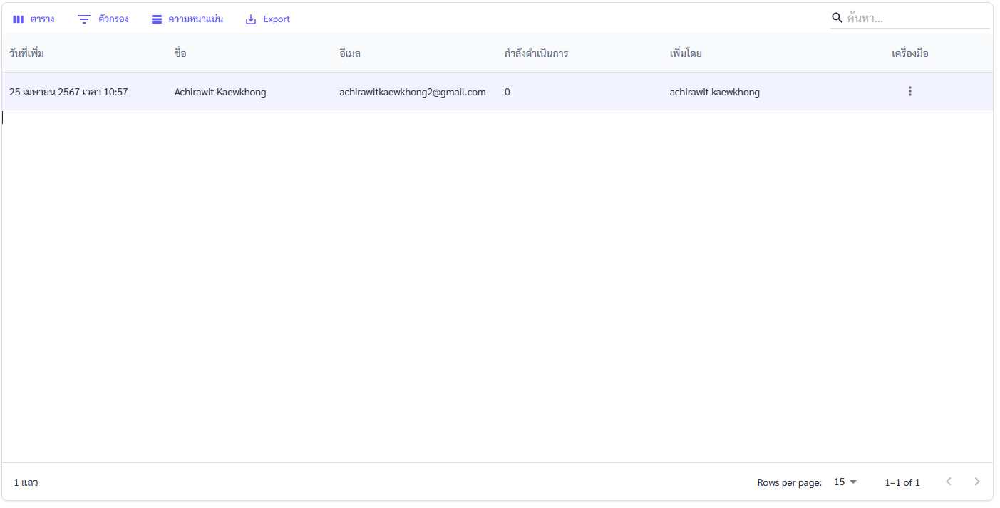 ตาราง ตัวกรอง ความหนาแน่น Export ค้นหา...
วันที่เพิ่ม ชื่อ อีเมล กำลังดำเนินการ เพิ่มโดย เครื่องมือ
25 เมษายน 2567 เวลา 10:57 Achirawit Kaewkhong achirawitkaewkhong2@gmail.com 0 achirawit kaewkhong
1 แถว Rows per page: 15 1–1 of 1